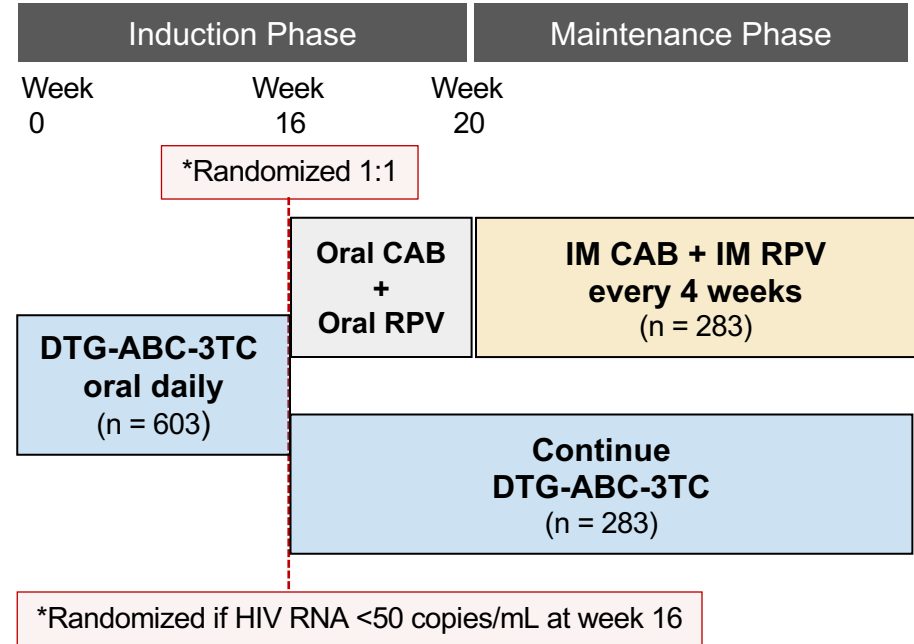 Induction Phase
Maintenance Phase
Week
0
Week
16
Week
20
*Randomized 1:1
Oral CAB
+
Oral RPV
IM CAB + IM RPV
every 4 weeks
(n = 283)
DTG-ABC-3TC
oral daily
(n = 603)
Continue
DTG-ABC-3TC
(n = 283)
*Randomized if HIV RNA <50 copies/mL at week 16